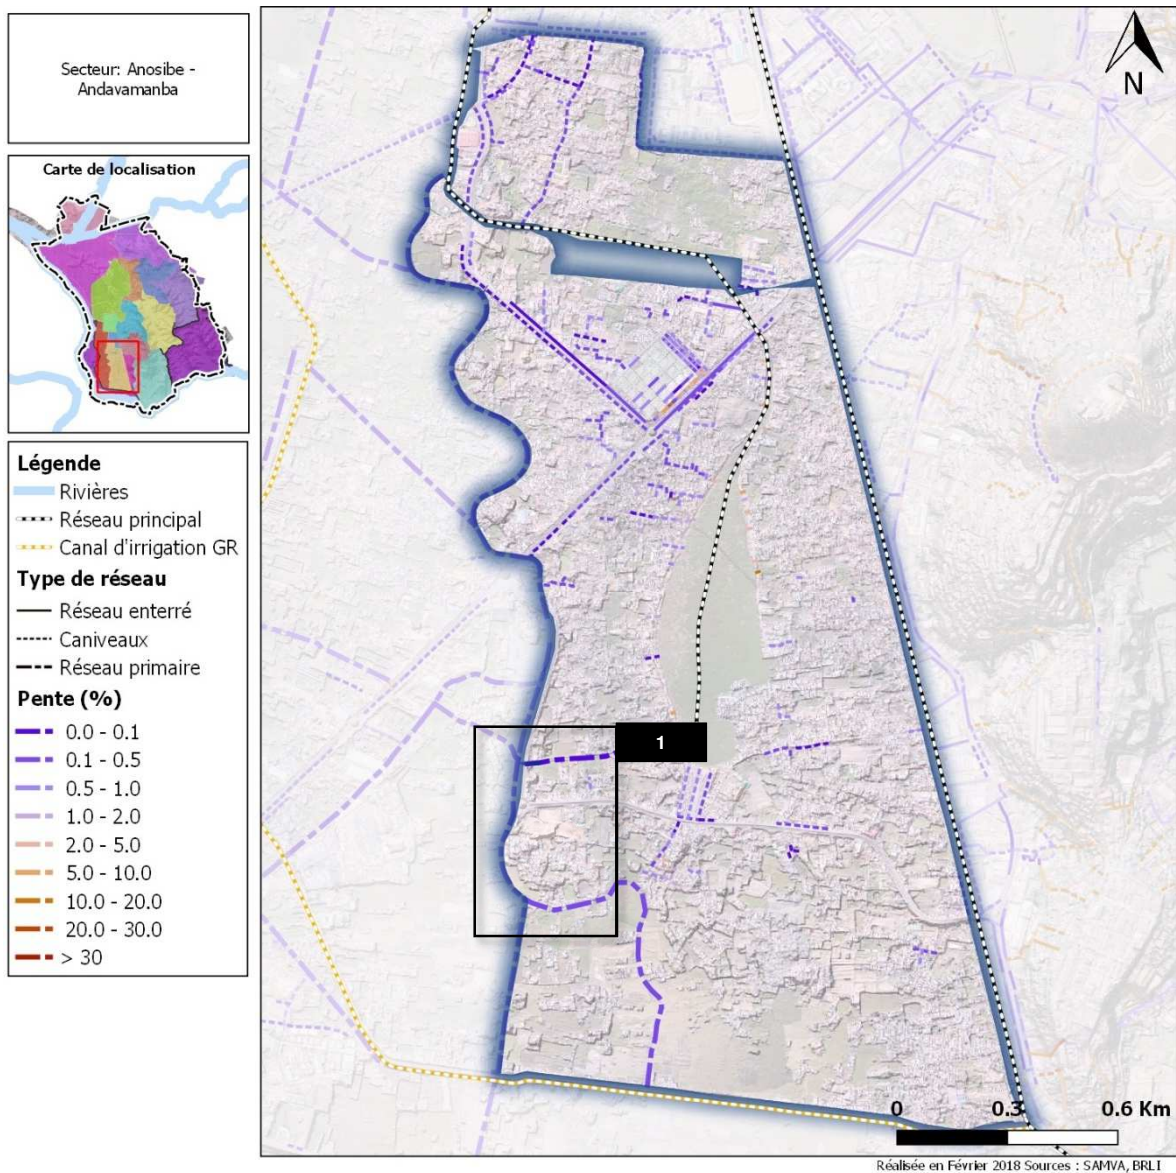 Secteur: Anosibe -
Andavamanba
Carte de localisation
Légende
Rivières
Réseau principal
Canal d'irrigation GR
Type de réseau
Réseau enterré
Caniveaux
Réseau primaire
Pente (%)
0.0 - 0.1
0.1 - 0.5
0.5 - 1.0
1.0 - 2.0
2.0 - 5.0
5.0 - 10.0
10.0 - 20.0
20.0 - 30.0
> 30
N
1
0 0.3 0.6 Km
Réalisée en Février 2018 Sources : SAMVA, BRLI